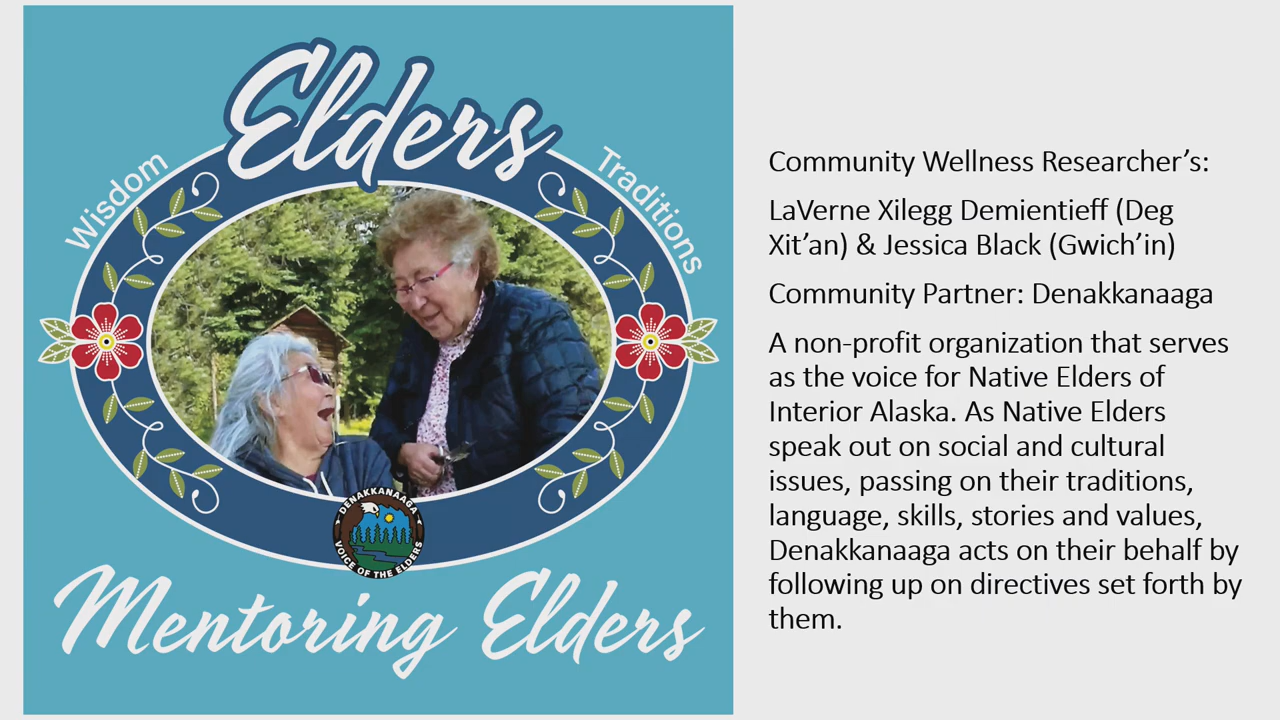 Elders
Wisdom
Traditions
DENAKKANAAGA
VOICE OF THE ELDERS
Mentoring Elders
Community Wellness Researcher’s:
LaVerne Xilegg Demientieff (Deg
Xit’an) & Jessica Black (Gwich’in)
Community Partner: Denakkanaaga
A non-profit organization that serves
as the voice for Native Elders of
Interior Alaska. As Native Elders
speak out on social and cultural
issues, passing on their traditions,
language, skills, stories and values,
Denakkanaaga acts on their behalf by
following up on directives set forth by
them.